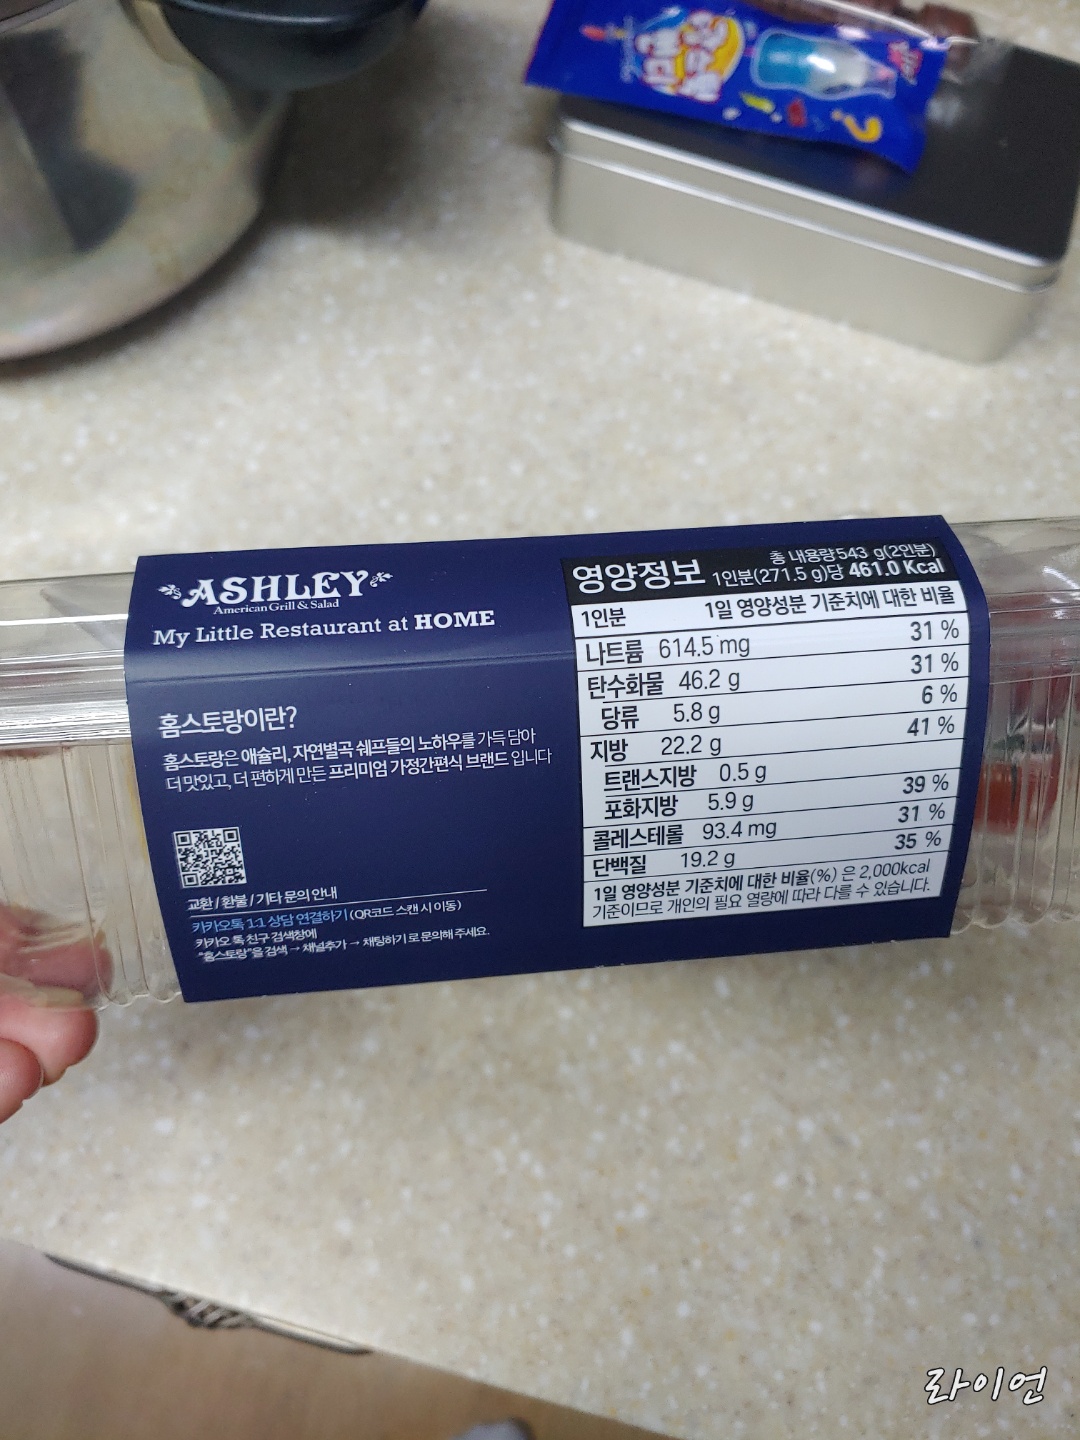 ASHLEY
American Grill & Salad
My Little Restaurant at HOME
홈스토랑이란?
홈스토랑은 애슐리, 자연별곡 쉐프들의 노하우를 가득 담아
더 맛있고, 더 편하게 만든 프리미엄 가정간편식 브랜드 입니다
교환 / 환불 / 기타 문의 안내
카카오톡 1:1 상담 연결하기 (QR코드 스캔 시 이동)
카카오 톡 친구 검색창에
"홈스토랑"을 검색 → 채널추가 → 채팅하기 로 문의해 주세요.
영양정보
총 내용량 543 g(2인분)
1인분(271.5 g)당 461.0 Kcal
1인분 1일 영양성분 기준치에 대한 비율
나트륨 614.5 mg 31 %
탄수화물 46.2 g 31 %
당류 5.8 g 6 %
지방 22.2 g 41 %
트랜스지방 0.5 g
포화지방 5.9 g 39 %
콜레스테롤 93.4 mg 31 %
단백질 19.2 g 35 %
1일 영양성분 기준치에 대한 비율(%) 은 2,000kcal
기준이므로 개인의 필요 열량에 따라 다를 수 있습니다.
라이언